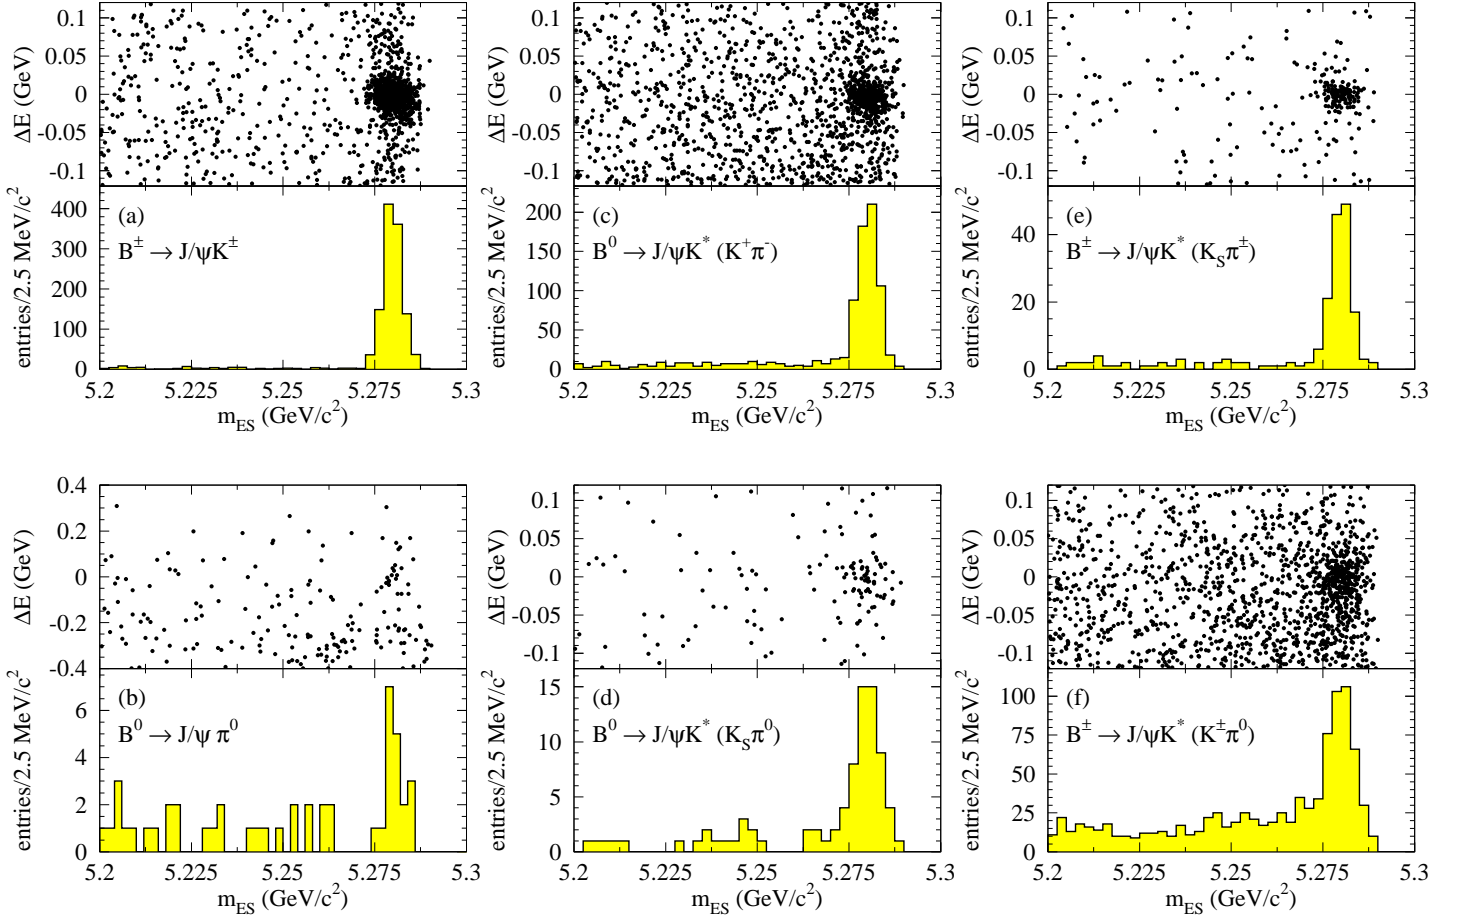 ΔE (GeV)
0.1
0.05
0
-0.05
-0.1
entries/2.5 MeV/c²
400
300
200
100
0
(a)
B± → J/ψK±
5.2 5.225 5.25 5.275 5.3
m_ES (GeV/c²)
ΔE (GeV)
0.1
0.05
0
-0.05
-0.1
entries/2.5 MeV/c²
200
150
100
50
0
(c)
B⁰ → J/ψK* (K⁺π⁻)
5.2 5.225 5.25 5.275 5.3
m_ES (GeV/c²)
ΔE (GeV)
0.1
0.05
0
-0.05
-0.1
entries/2.5 MeV/c²
40
20
0
(e)
B± → J/ψK* (K_Sπ±)
5.2 5.225 5.25 5.275 5.3
m_ES (GeV/c²)
ΔE (GeV)
0.4
0.2
0
-0.2
-0.4
entries/2.5 MeV/c²
6
4
2
0
(b)
B⁰ → J/ψ π⁰
5.2 5.225 5.25 5.275 5.3
m_ES (GeV/c²)
ΔE (GeV)
0.1
0.05
0
-0.05
-0.1
entries/2.5 MeV/c²
15
10
5
0
(d)
B⁰ → J/ψK* (K_Sπ⁰)
5.2 5.225 5.25 5.275 5.3
m_ES (GeV/c²)
ΔE (GeV)
0.1
0.05
0
-0.05
-0.1
entries/2.5 MeV/c²
100
75
50
25
0
(f)
B± → J/ψK* (K±π⁰)
5.2 5.225 5.25 5.275 5.3
m_ES (GeV/c²)